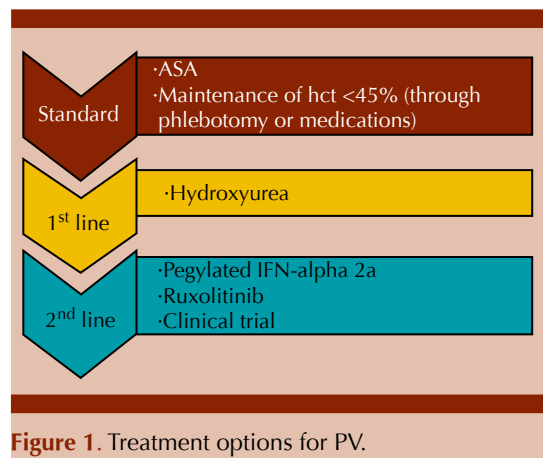 Standard
·ASA
·Maintenance of hct <45% (through
phlebotomy or medications)
1st line
·Hydroxyurea
2nd line
·Pegylated IFN-alpha 2a
·Ruxolitinib
·Clinical trial
Figure 1. Treatment options for PV.